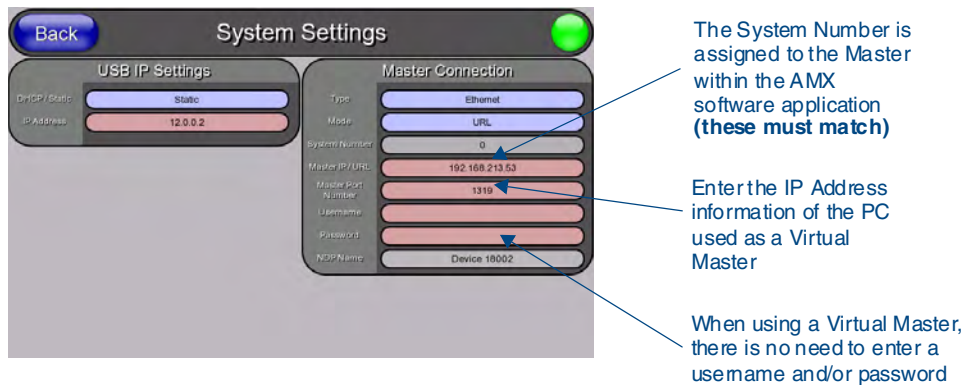 Back
System Settings
USB IP Settings
DHCP / Static
Static
IP Address
12.0.0.2
Master Connection
Type
Ethernet
Mode
URL
System Number
0
Master IP / URL
192.168.213.53
Master Port
Number
1319
Username
Password
NDP Name
Device 18002
The System Number is
assigned to the Master
within the AMX
software application
(these must match)
Enter the IP Address
information of the PC
used as a Virtual
Master
When using a Virtual Master,
there is no need to enter a
username and/or password